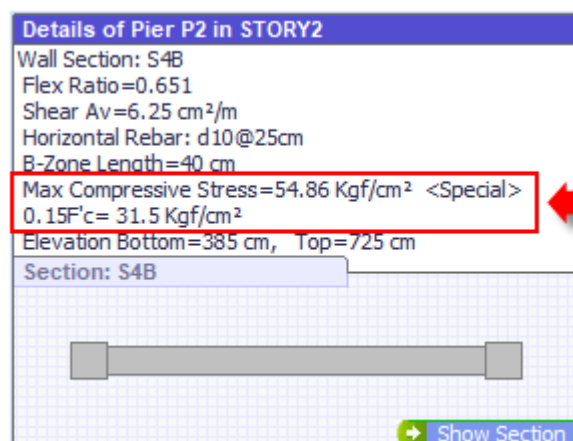 Details of Pier P2 in STORY2
Wall Section: S4B
Flex Ratio=0.651
Shear Av=6.25 cm²/m
Horizontal Rebar: d10@25cm
B-Zone Length=40 cm
Max Compressive Stress=54.86 Kgf/cm² <Special>
0.15F'c= 31.5 Kgf/cm²
Elevation Bottom=385 cm, Top=725 cm
Section: S4B
Show Section